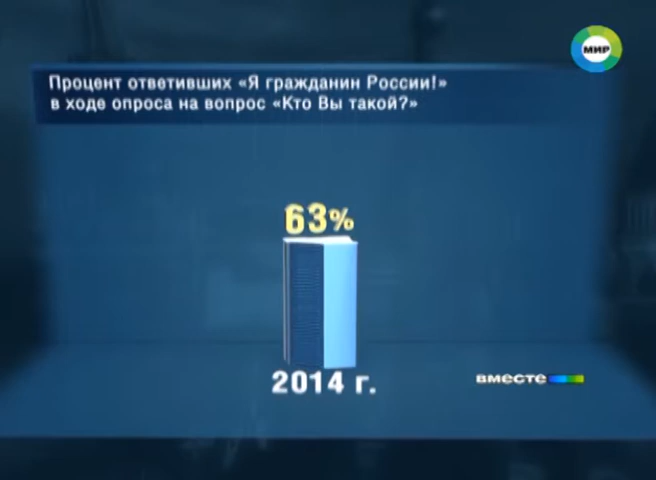 МИР
Процент ответивших «Я гражданин России!»
в ходе опроса на вопрос «Кто Вы такой?»
63%
2014 г.
вместе